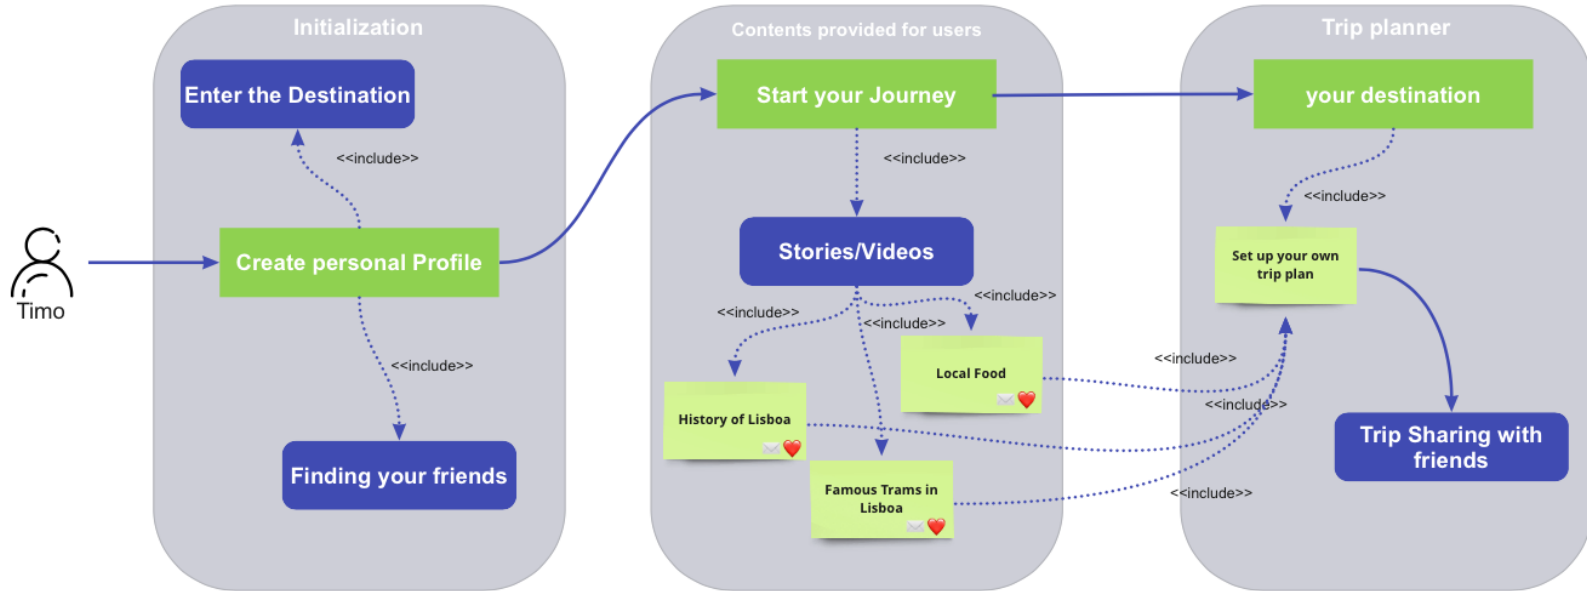 Initialization
Enter the Destination
<<include>>
Create personal Profile
Timo
<<include>>
Finding your friends
Contents provided for users
Start your Journey
<<include>>
Stories/Videos
<<include>>
<<include>>
<<include>>
Local Food
History of Lisboa
Famous Trams in
Lisboa
Trip planner
your destination
<<include>>
Set up your own
trip plan
<<include>>
<<include>>
<<include>>
Trip Sharing with
friends